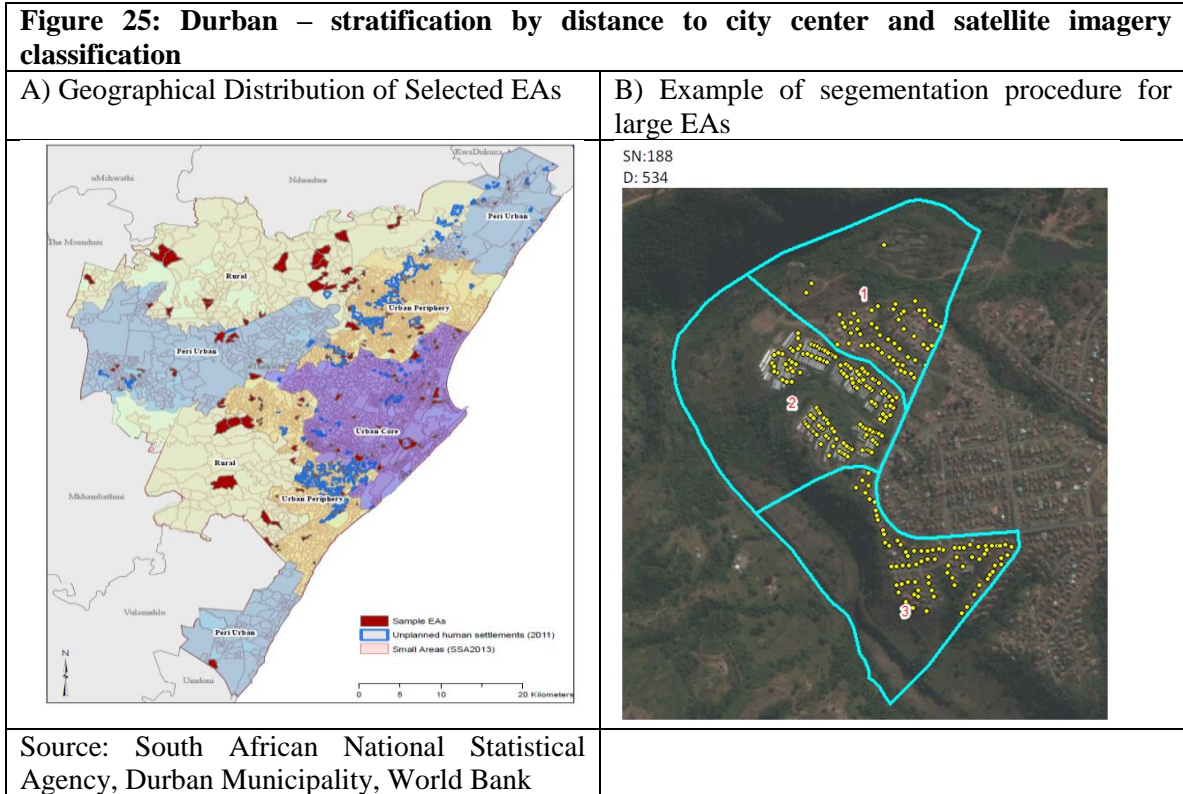 Figure 25: Durban – stratification by distance to city center and satellite imagery
classification
A) Geographical Distribution of Selected EAs
B) Example of segementation procedure for
large EAs
KwaDukuza
uMshwathi
Ndwedwe
Peri Urban
The Msunduzi
Rural
Urban Periphery
Peri Urban
Urban Core
Rural
Mkhambathini
Urban Periphery
Vulamehlo
Peri Urban
Umdoni
Sample EAs
Unplanned human settlements (2011)
Small Areas (SSA2013)
N
0 5 10 20 Kilometers
SN:188
D: 534
1
2
3
Source: South African National Statistical
Agency, Durban Municipality, World Bank